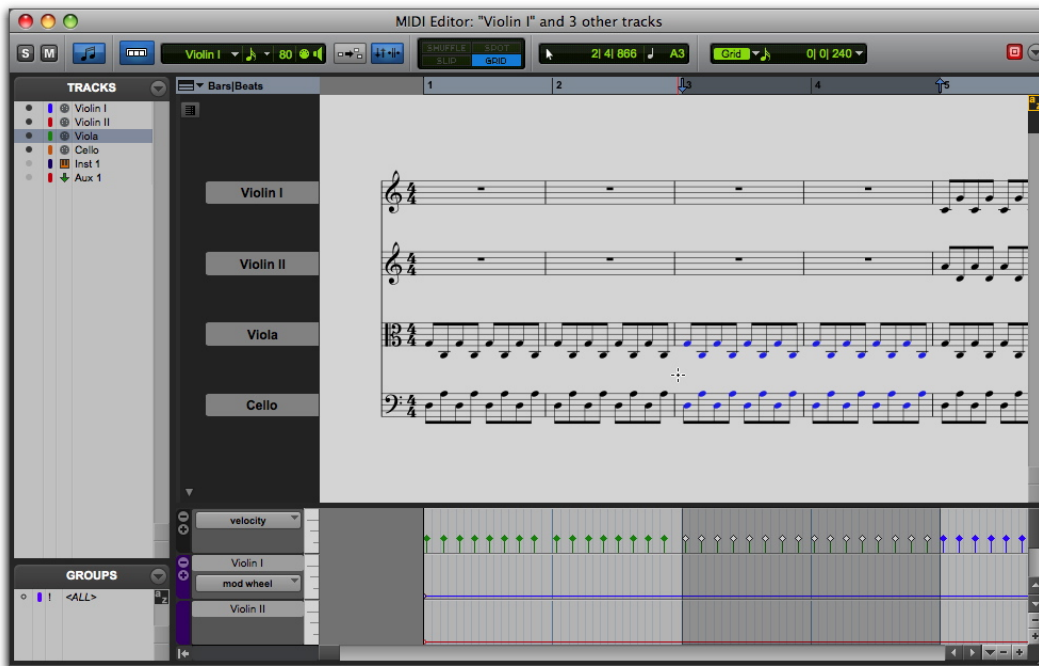 MIDI Editor: "Violin I" and 3 other tracks
S M Violin I 80 SHUFFLE SPOT 2| 4| 866 A3 Grid 0| 0| 240
SLIP GRID
TRACKS Bars|Beats 1 2 3 4 5
Violin I
Violin II
Viola
Cello
Inst 1
Aux 1
Violin I
Violin II
Viola
Cello
velocity
Violin I
mod wheel
Violin II
GROUPS
! <ALL> a z